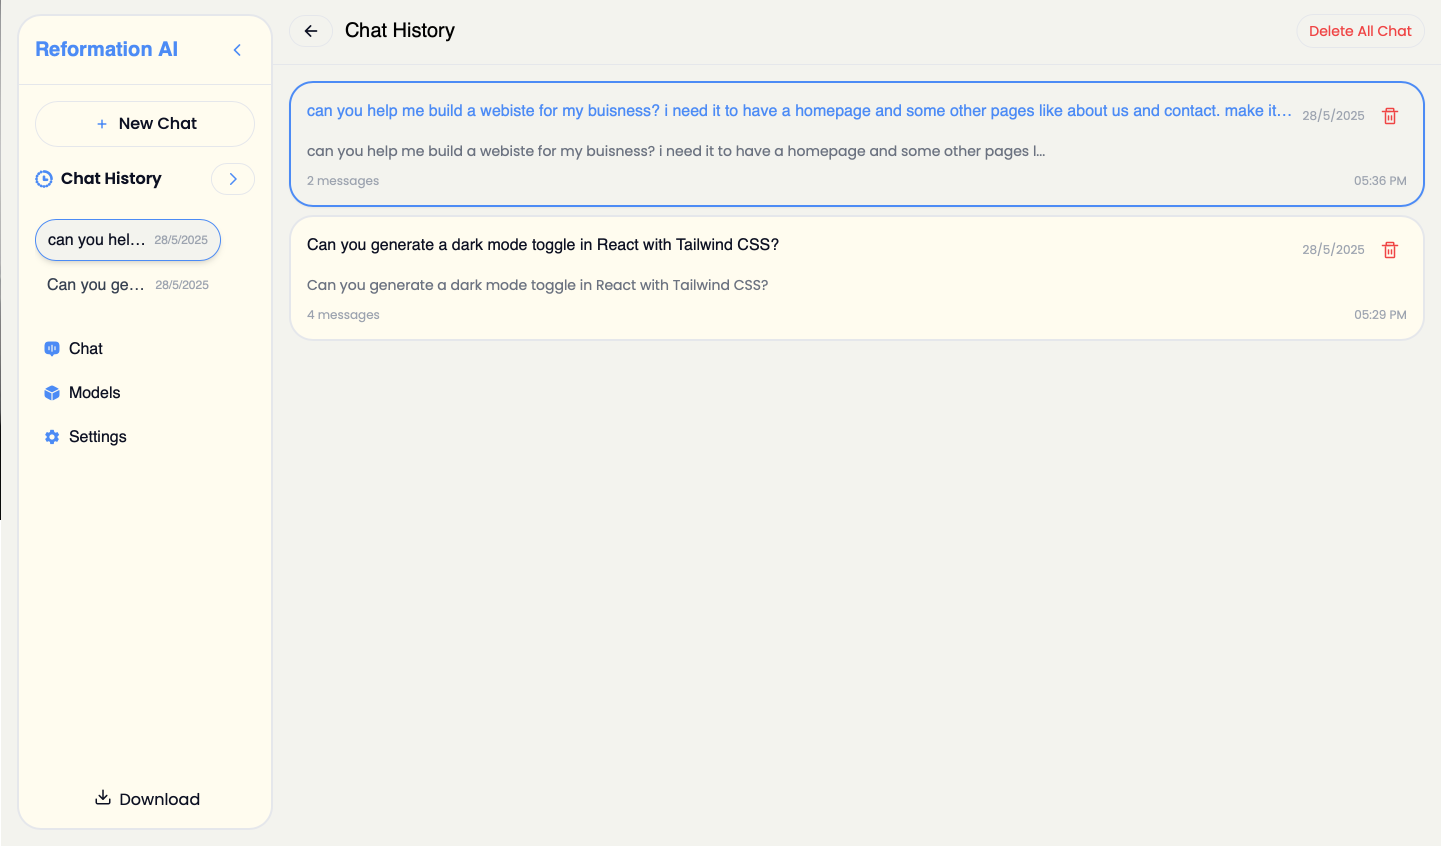 Reformation AI
+ New Chat
Chat History
can you hel... 28/5/2025
Can you ge... 28/5/2025
Chat
Models
Settings
Download
Chat History
Delete All Chat
can you help me build a webiste for my buisness? i need it to have a homepage and some other pages like about us and contact. make it... 28/5/2025
can you help me build a webiste for my buisness? i need it to have a homepage and some other pages l...
2 messages 05:36 PM
Can you generate a dark mode toggle in React with Tailwind CSS? 28/5/2025
Can you generate a dark mode toggle in React with Tailwind CSS?
4 messages 05:29 PM